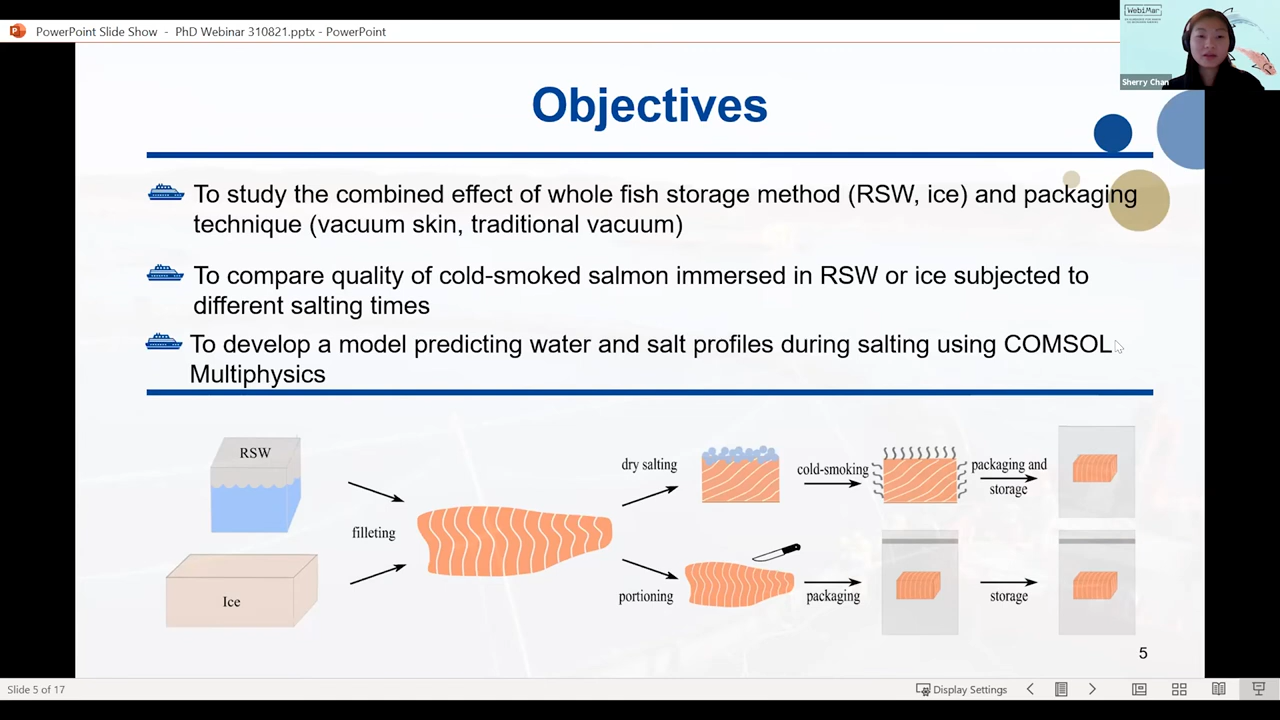 PowerPoint Slide Show - PhD Webinar 310821.pptx - PowerPoint
WebiMar
Sherry Chan
Objectives
To study the combined effect of whole fish storage method (RSW, ice) and packaging
technique (vacuum skin, traditional vacuum)
To compare quality of cold-smoked salmon immersed in RSW or ice subjected to
different salting times
To develop a model predicting water and salt profiles during salting using COMSOL
Multiphysics
RSW
Ice
filleting
dry salting
cold-smoking
packaging and
storage
portioning
packaging
storage
5
Slide 5 of 17
Display Settings